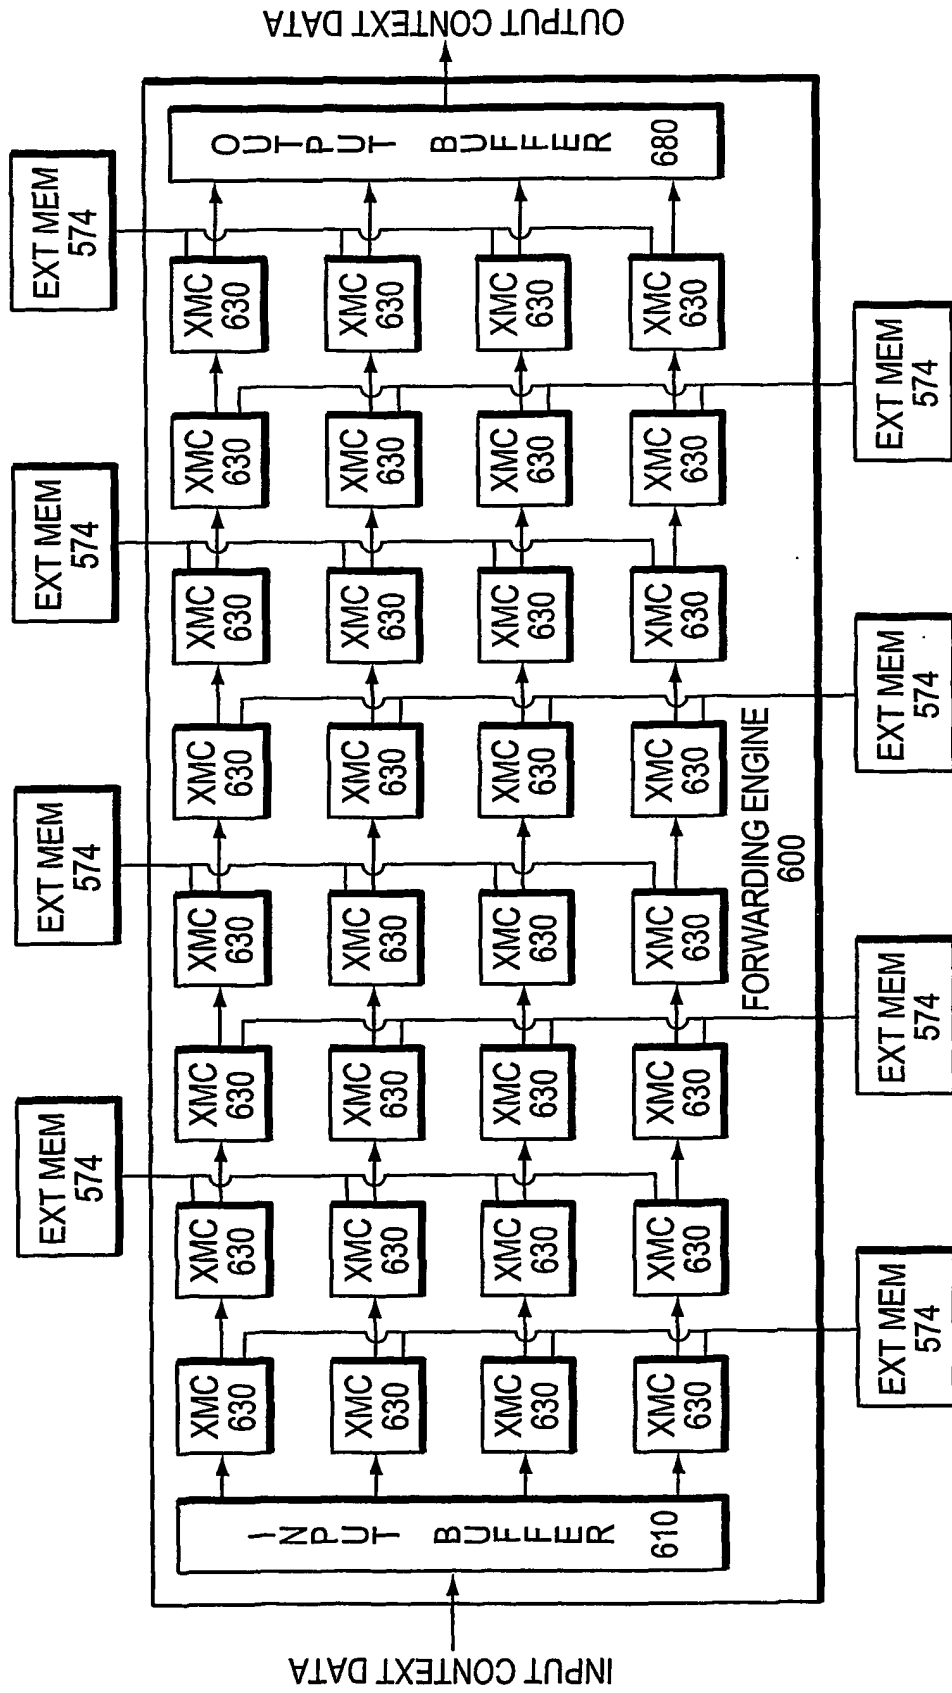 EXT MEM
574
EXT MEM
574
EXT MEM
574
EXT MEM
574
INPUT CONTEXT DATA
INPUT BUFFER
610
XMC
630
XMC
630
XMC
630
XMC
630
XMC
630
XMC
630
XMC
630
XMC
630
XMC
630
XMC
630
XMC
630
XMC
630
XMC
630
XMC
630
XMC
630
XMC
630
XMC
630
XMC
630
XMC
630
XMC
630
XMC
630
XMC
630
XMC
630
XMC
630
XMC
630
XMC
630
XMC
630
XMC
630
XMC
630
XMC
630
XMC
630
XMC
630
OUTPUT BUFFER
680
OUTPUT CONTEXT DATA
FORWARDING ENGINE
600
EXT MEM
574
EXT MEM
574
EXT MEM
574
EXT MEM
574